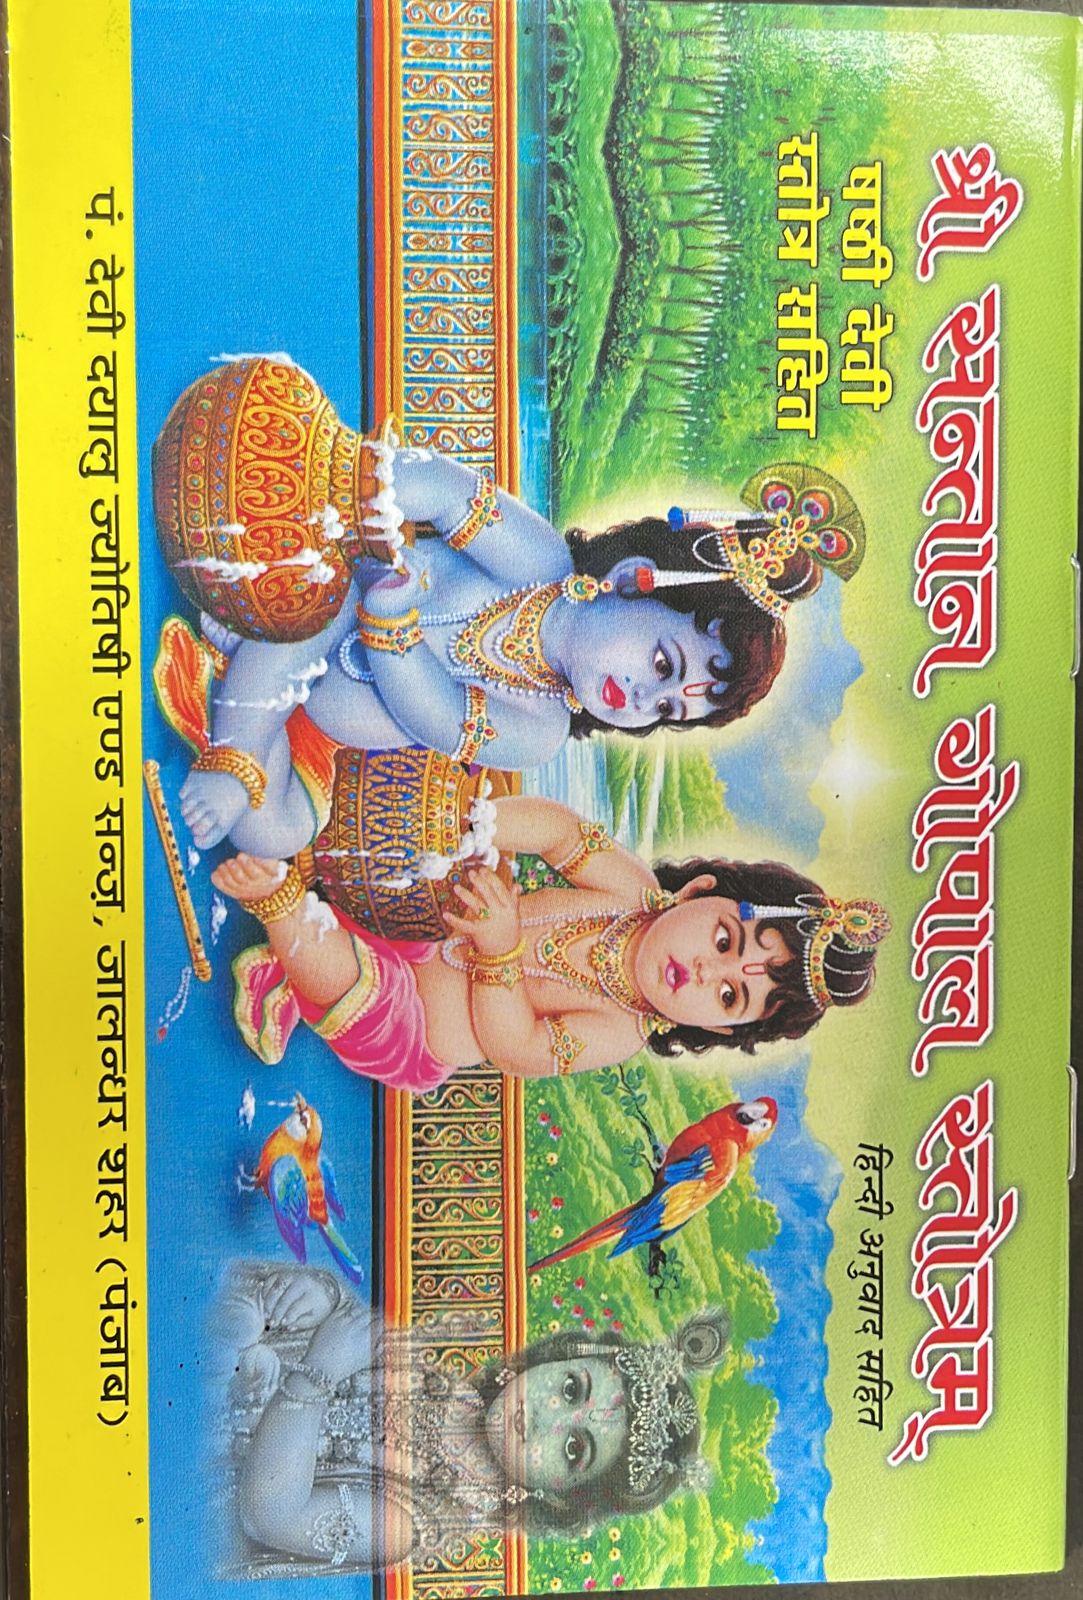 श्री सन्तान गोपाल स्तोत्रम्
षष्ठी देवी
स्तोत्र सहित
हिन्दी अनुवाद सहित
पं. देवी दयालु ज्योतिषी एण्ड सन्ज़, जालन्धर शहर (पंजाब)